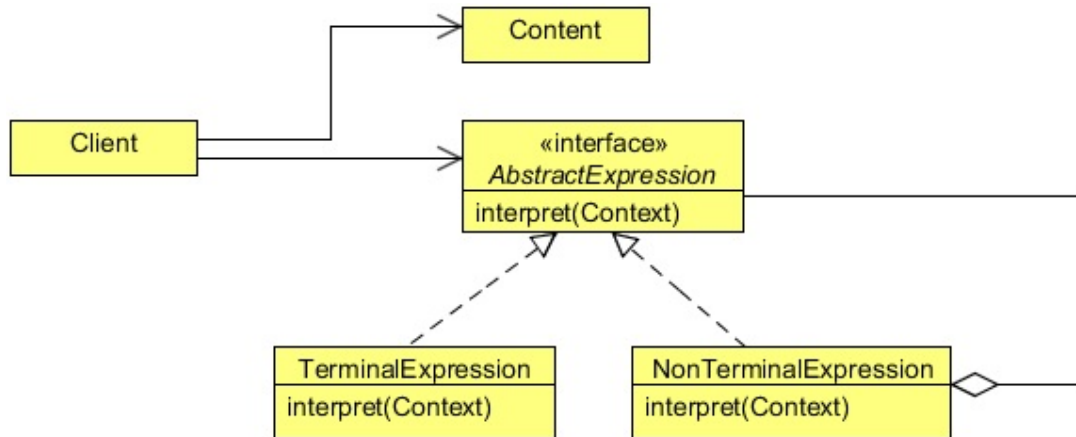 Content
Client
«interface»
AbstractExpression
interpret(Context)
TerminalExpression
interpret(Context)
NonTerminalExpression
interpret(Context)